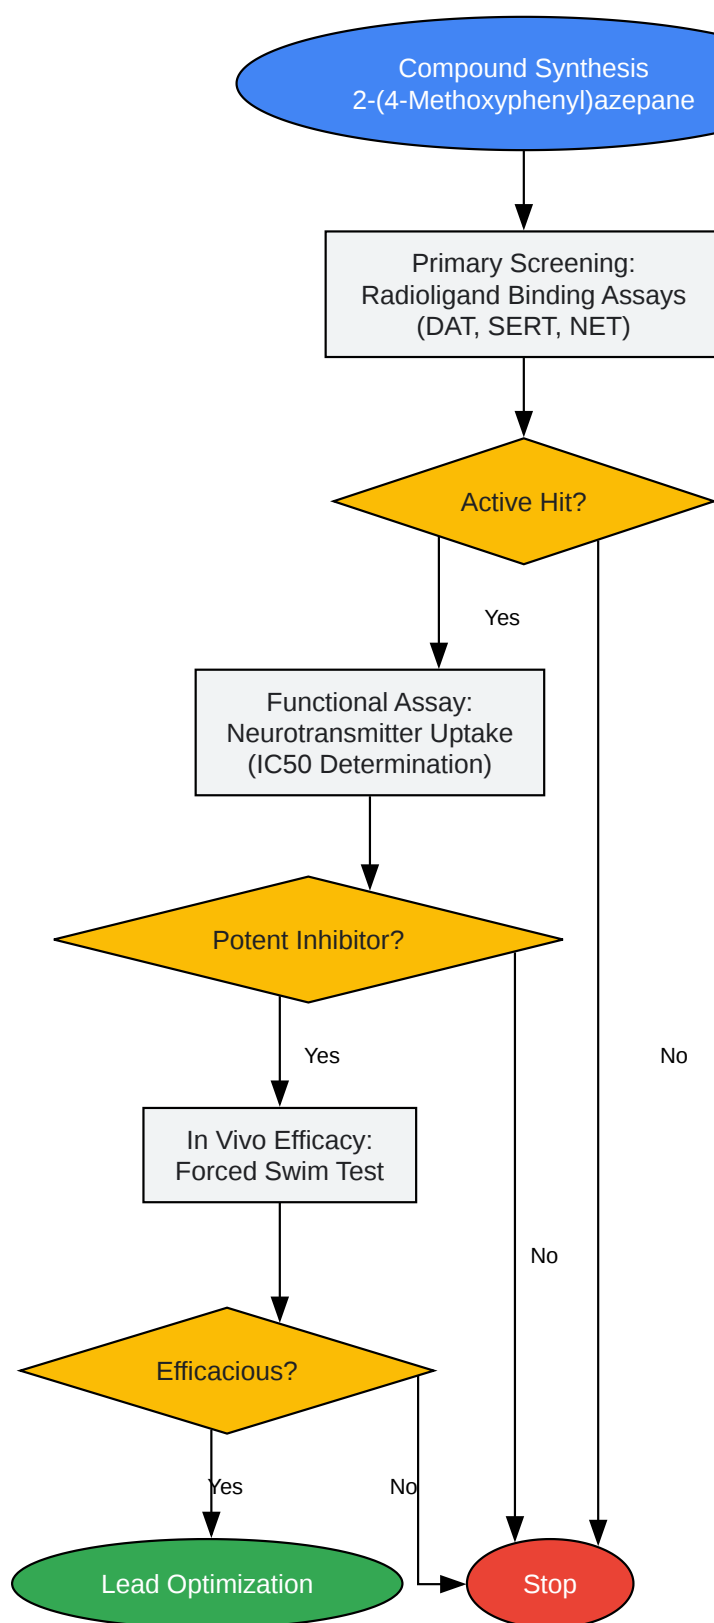 Compound Synthesis
2-(4-Methoxyphenyl)azepane
Primary Screening:
Radioligand Binding Assays
(DAT, SERT, NET)
Active Hit?
Yes
Functional Assay:
Neurotransmitter Uptake
(IC50 Determination)
Potent Inhibitor?
Yes
No
In Vivo Efficacy:
Forced Swim Test
No
Efficacious?
Yes
No
Lead Optimization
Stop